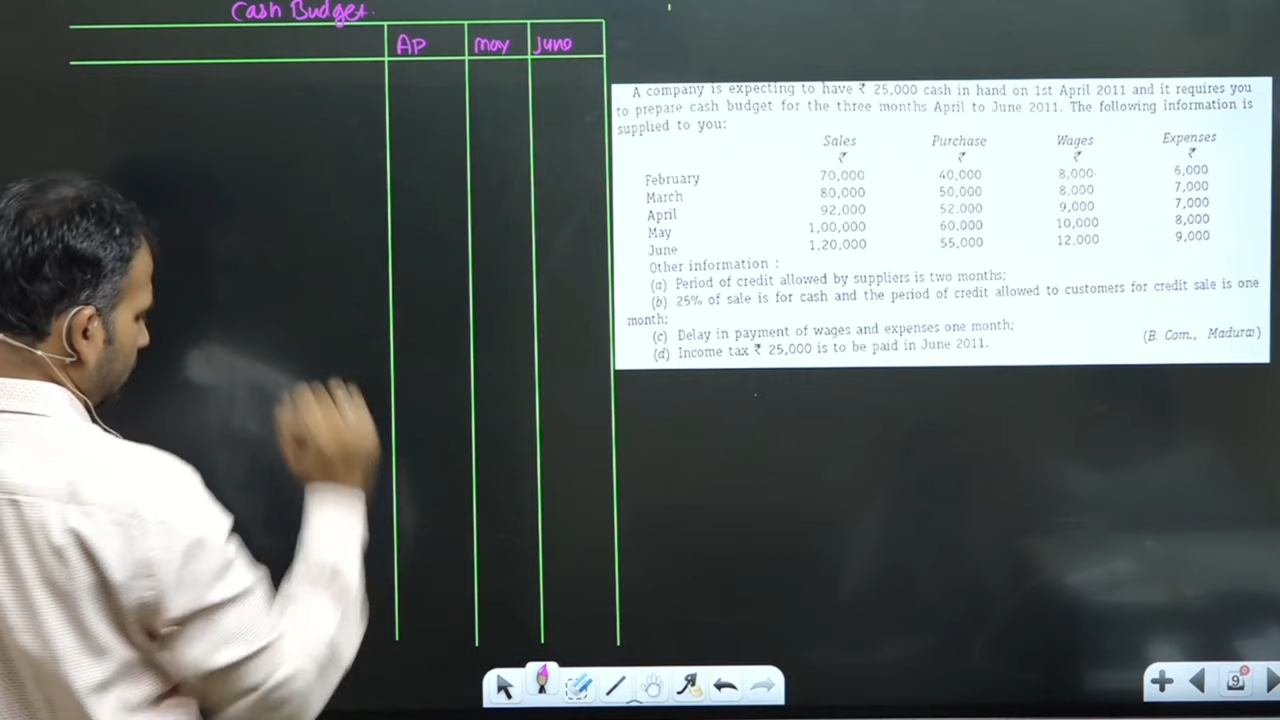 Cash Budget.
AP may June
A company is expecting to have ₹ 25,000 cash in hand on 1st April 2011 and it requires you
to prepare cash budget for the three months April to June 2011. The following information is
supplied to you:
Sales Purchase Wages Expenses
₹ ₹ ₹ ₹
February 70,000 40,000 8,000 6,000
March 80,000 50,000 8.000 7,000
April 92,000 52.000 9,000 7,000
May 1,00,000 60,000 10,000 8,000
June 1,20,000 55,000 12.000 9,000
Other information :
(a) Period of credit allowed by suppliers is two months;
(b) 25% of sale is for cash and the period of credit allowed to customers for credit sale is one
month;
(c) Delay in payment of wages and expenses one month;
(d) Income tax ₹ 25,000 is to be paid in June 2011. (B. Com., Madurai)
9